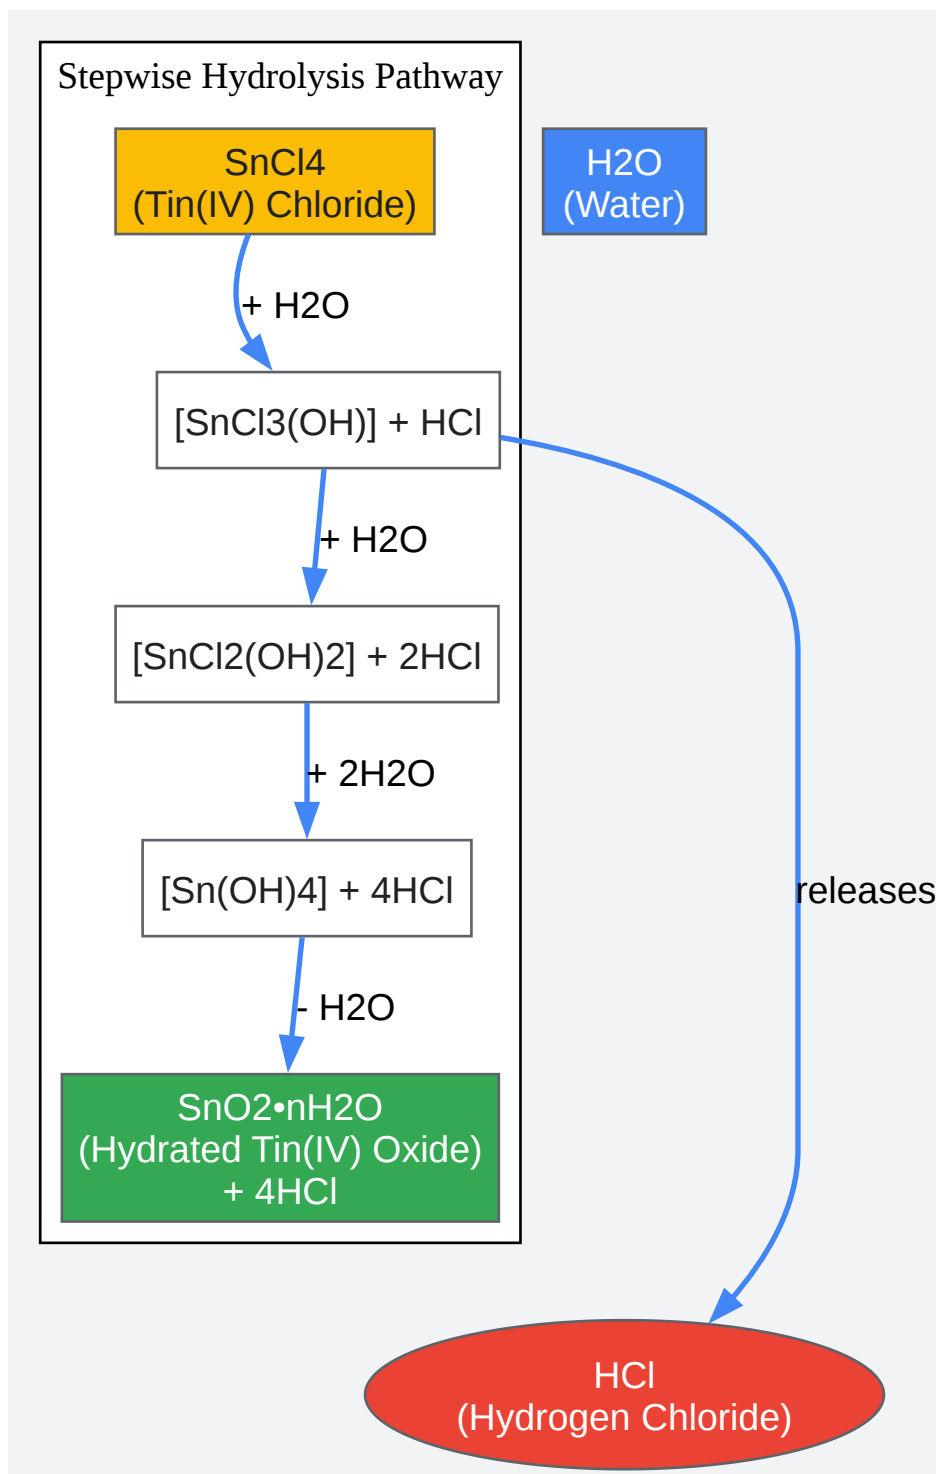 Stepwise Hydrolysis Pathway
SnCl4
(Tin(IV) Chloride)
H2O
(Water)
+ H2O
[SnCl3(OH)] + HCl
+ H2O
[SnCl2(OH)2] + 2HCl
+ 2H2O
[Sn(OH)4] + 4HCl
releases
- H2O
SnO2•nH2O
(Hydrated Tin(IV) Oxide)
+ 4HCl
HCl
(Hydrogen Chloride)